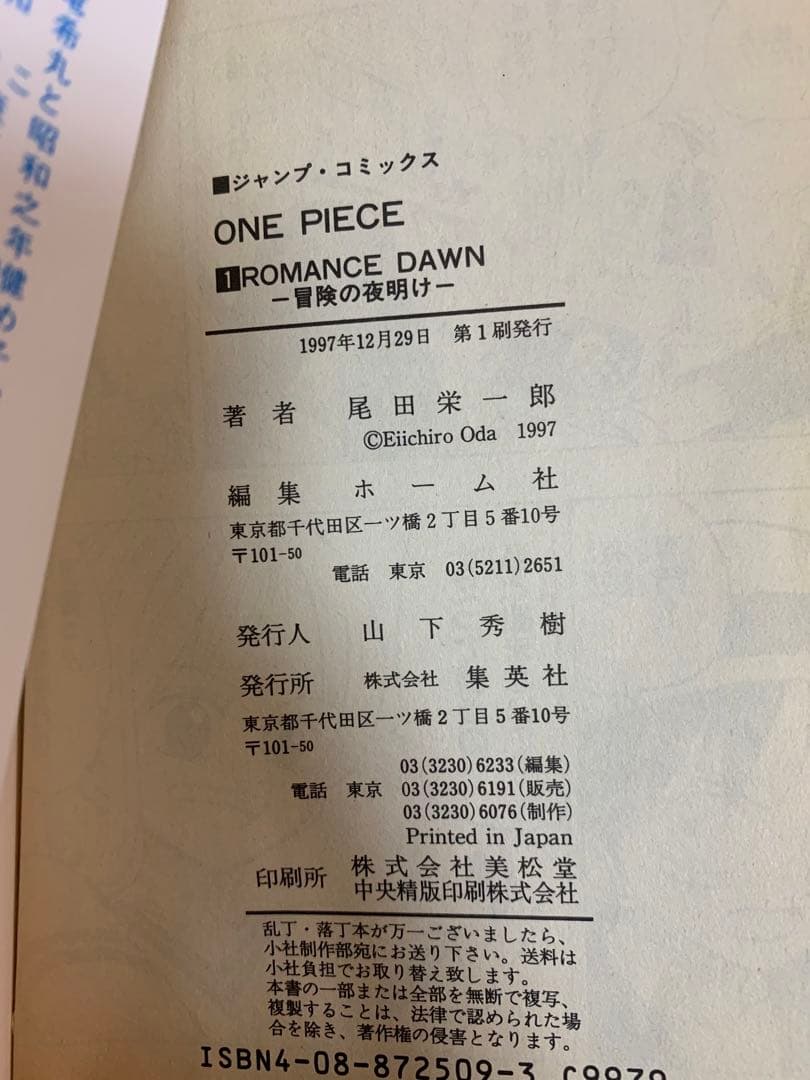 竜希丸と昭和之年健め
■ジャンプ・コミックス
ONE PIECE
1 ROMANCE DAWN
―冒険の夜明け―
1997年12月29日 第1刷発行
著者 尾田栄一郎
©Eiichiro Oda 1997
編集 ホーム社
東京都千代田区一ツ橋2丁目5番10号
〒101-50
電話 東京 03(5211)2651
発行人 山下秀樹
発行所 株式会社 集英社
東京都千代田区一ツ橋2丁目5番10号
〒101-50
03(3230)6233(編集)
電話 東京 03(3230)6191(販売)
03(3230)6076(制作)
Printed in Japan
印刷所 株式会社美松堂
中央精版印刷株式会社
乱丁・落丁本が万一ございましたら、
小社制作部宛にお送り下さい。送料は
小社負担でお取り替え致します。
本書の一部または全部を無断で複写、
複製することは、法律で認められた場
合を除き、著作権の侵害となります。
ISBN4-08-872509-3 C9979